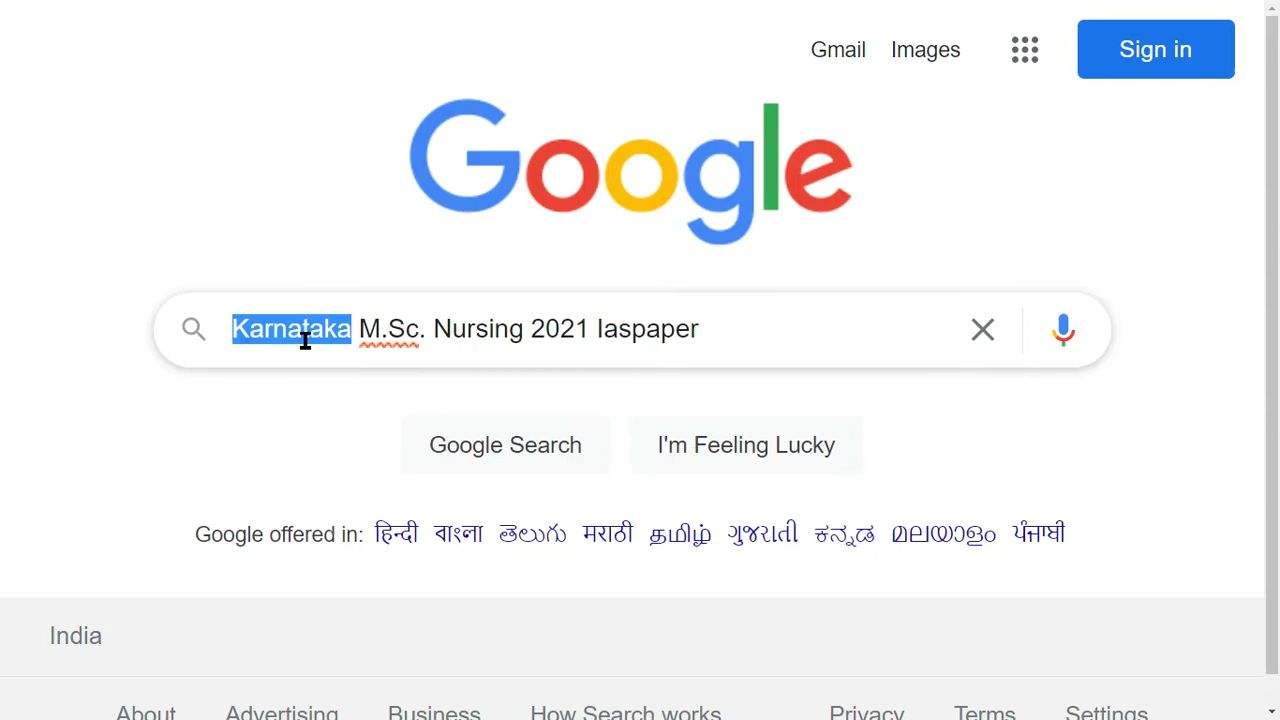 Gmail Images Sign in
Google
Karnataka M.Sc. Nursing 2021 Iaspaper
Google Search I'm Feeling Lucky
Google offered in: हिन्दी বাংলা తెలుగు मराठी தமிழ் ગુજરાતી ಕನ್ನಡ മലയാളം ਪੰਜਾਬੀ
India
About Advertising Business How Search works Privacy Terms Settings